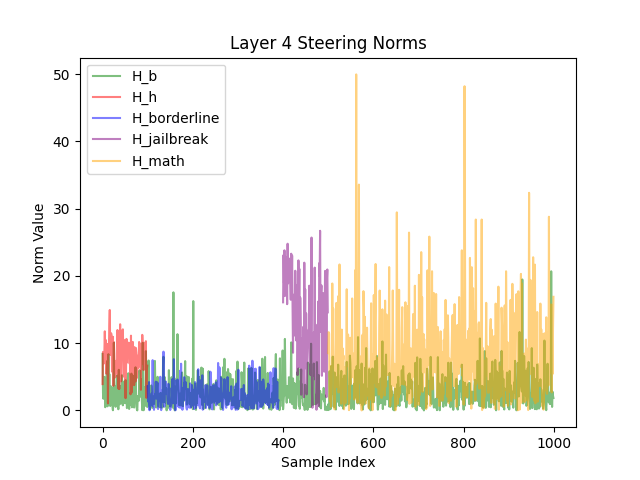 Layer 4 Steering Norms
H_b
H_h
H_borderline
H_jailbreak
H_math
Norm Value
50
40
30
20
10
0
0
200
400
600
800
1000
Sample Index